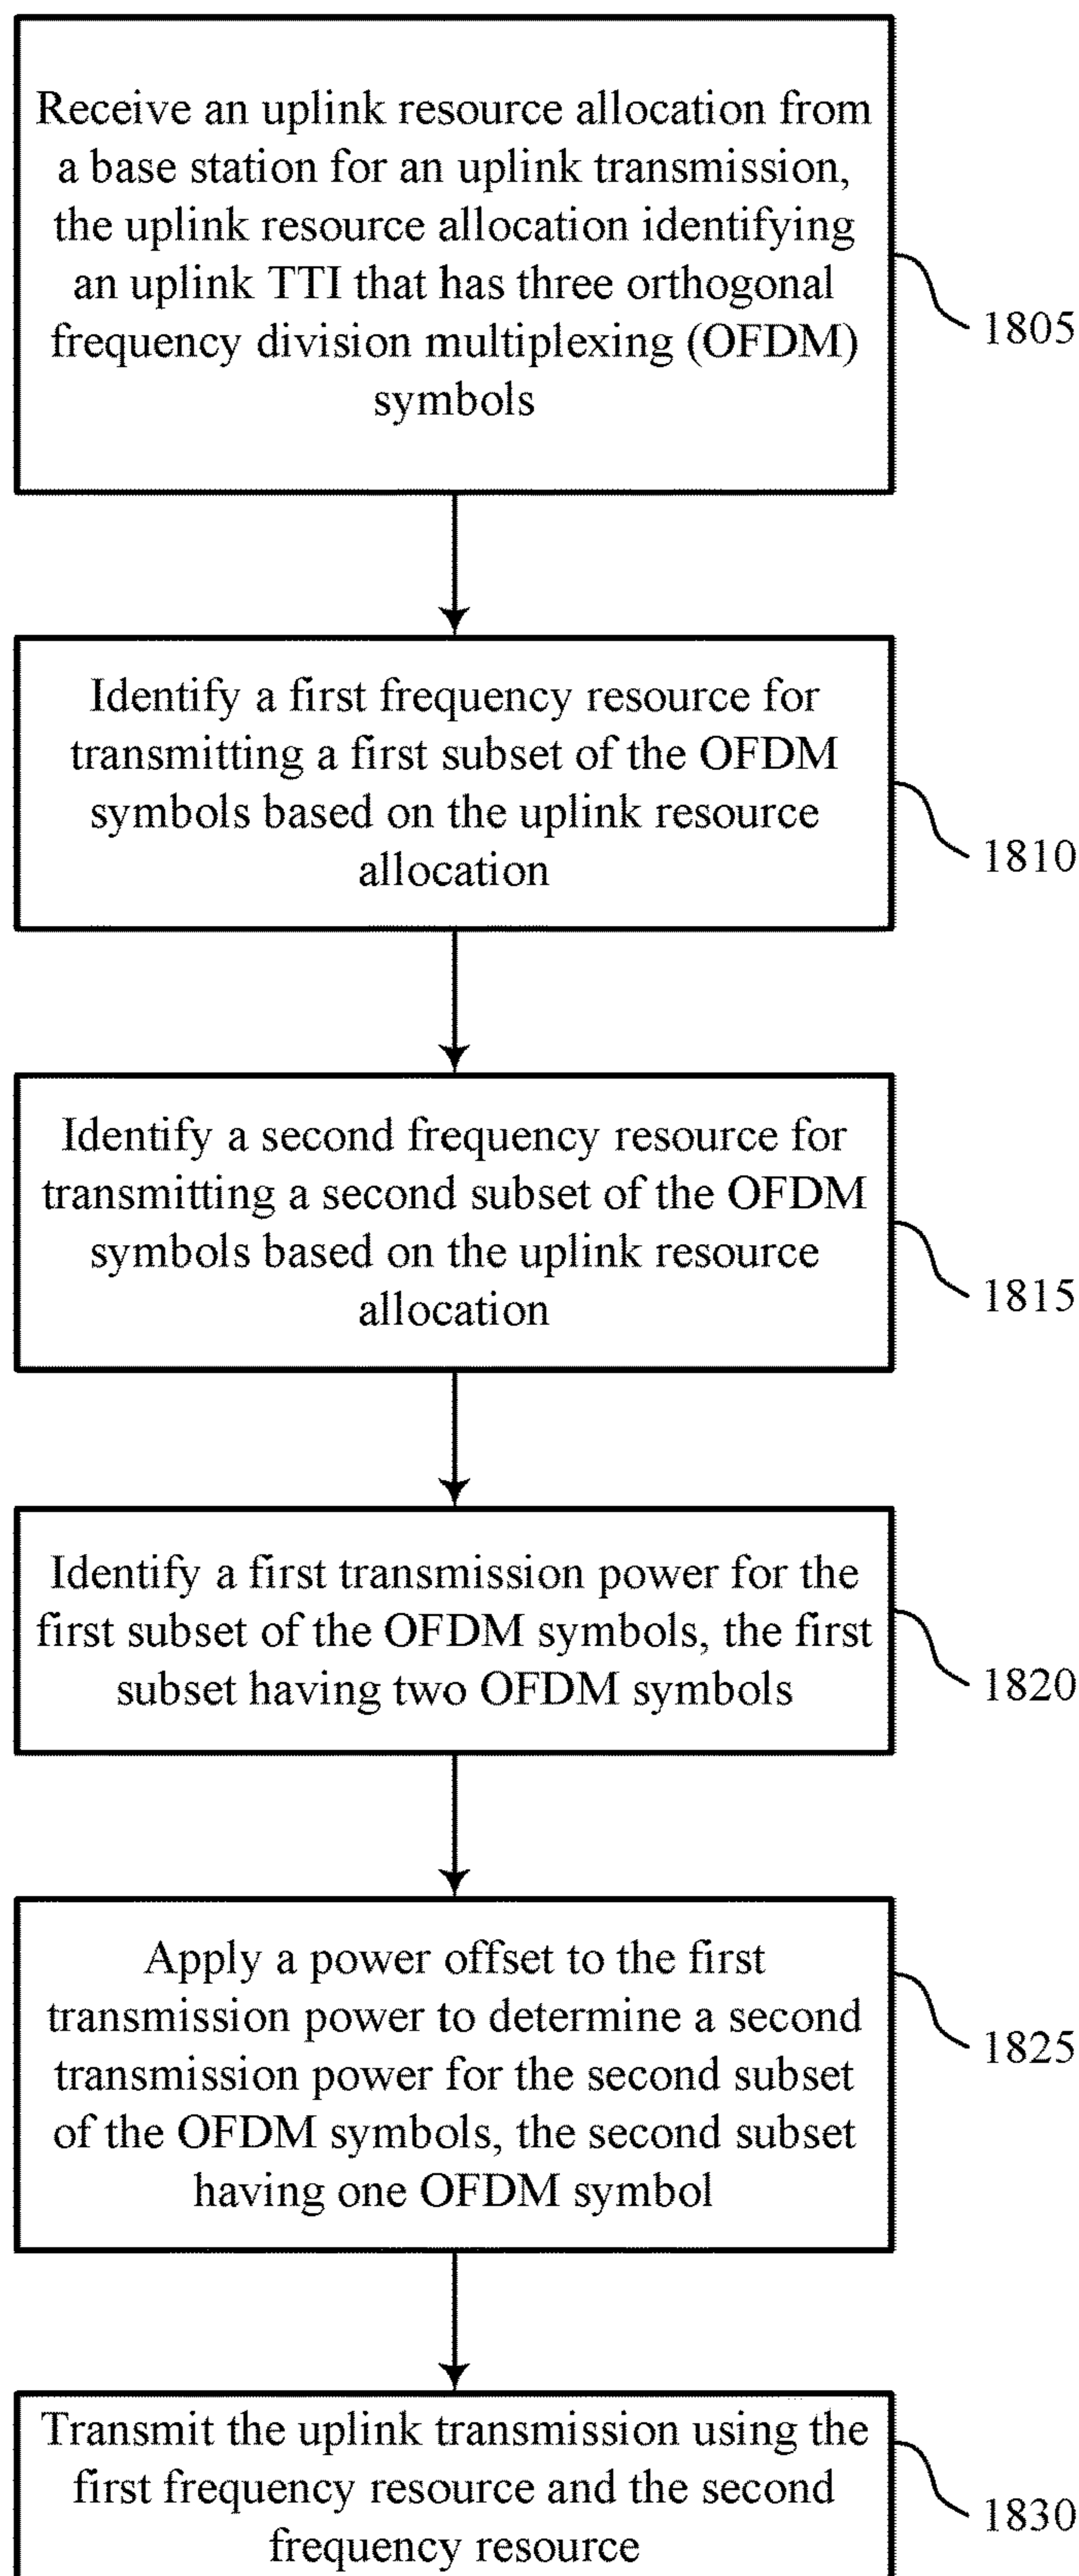 Receive an uplink resource allocation from
a base station for an uplink transmission,
the uplink resource allocation identifying
an uplink TTI that has three orthogonal
frequency division multiplexing (OFDM)
symbols
1805
Identify a first frequency resource for
transmitting a first subset of the OFDM
symbols based on the uplink resource
allocation
1810
Identify a second frequency resource for
transmitting a second subset of the OFDM
symbols based on the uplink resource
allocation
1815
Identify a first transmission power for the
first subset of the OFDM symbols, the first
subset having two OFDM symbols
1820
Apply a power offset to the first
transmission power to determine a second
transmission power for the second subset
of the OFDM symbols, the second subset
having one OFDM symbol
1825
Transmit the uplink transmission using the
first frequency resource and the second
frequency resource
1830